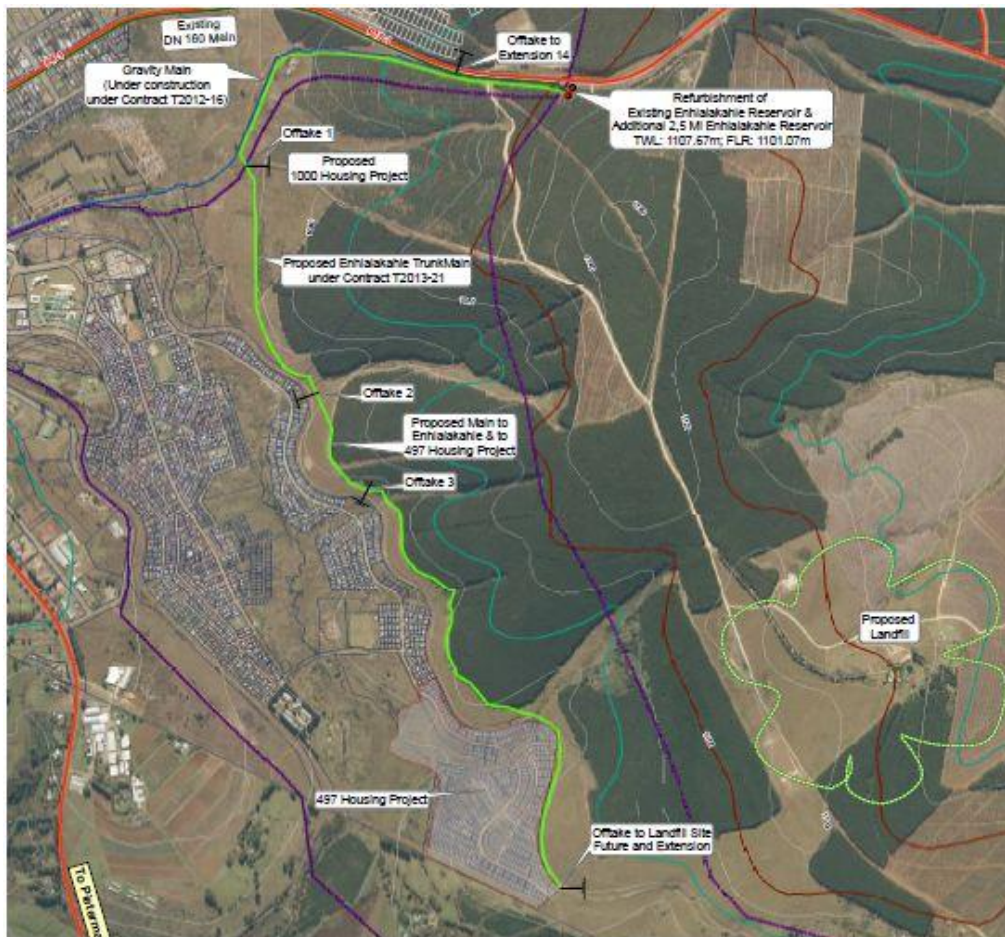 Existing
DN 160 Main
Offtake to
Extension 14
Gravity Main
(Under construction
under Contract T2012-16)
Refurbishment of
Existing Enhlalakahle Reservoir &
Additional 2,5 Ml Enhlalakahle Reservoir
TWL: 1107.67m; FLR: 1101.07m
Offtake 1
Proposed
1000 Housing Project
Proposed Enhlalakahle TrunkMain
under Contract T2013-21
Offtake 2
Proposed Main to
Enhlalakahle & to
497 Housing Project
Offtake 3
Proposed
Landfill
497 Housing Project
Offtake to Landfill Site
Future and Extension
To Pieterma